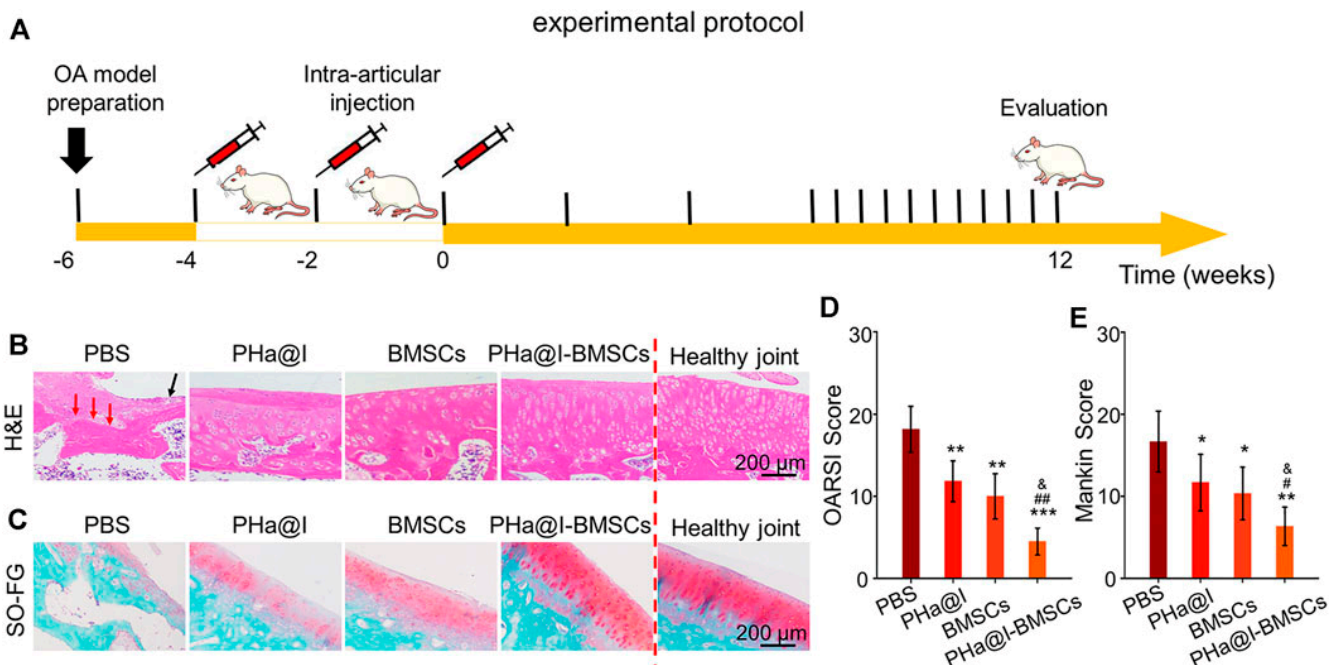 A
experimental protocol
OA model
preparation
Intra-articular
injection
Evaluation
-6
-4
-2
0
12
Time (weeks)
B
PBS
PHa@I
BMSCs
PHa@I-BMSCs
Healthy joint
H&E
200 μm
C
PBS
PHa@I
BMSCs
PHa@I-BMSCs
Healthy joint
SO-FG
200 μm
D
OARSI Score
30
20
10
0
**
**
&
##
***
PBS
PHa@I
BMSCs
PHa@I-BMSCs
E
Mankin Score
30
20
10
0
*
*
&
#
**
PBS
PHa@I
BMSCs
PHa@I-BMSCs